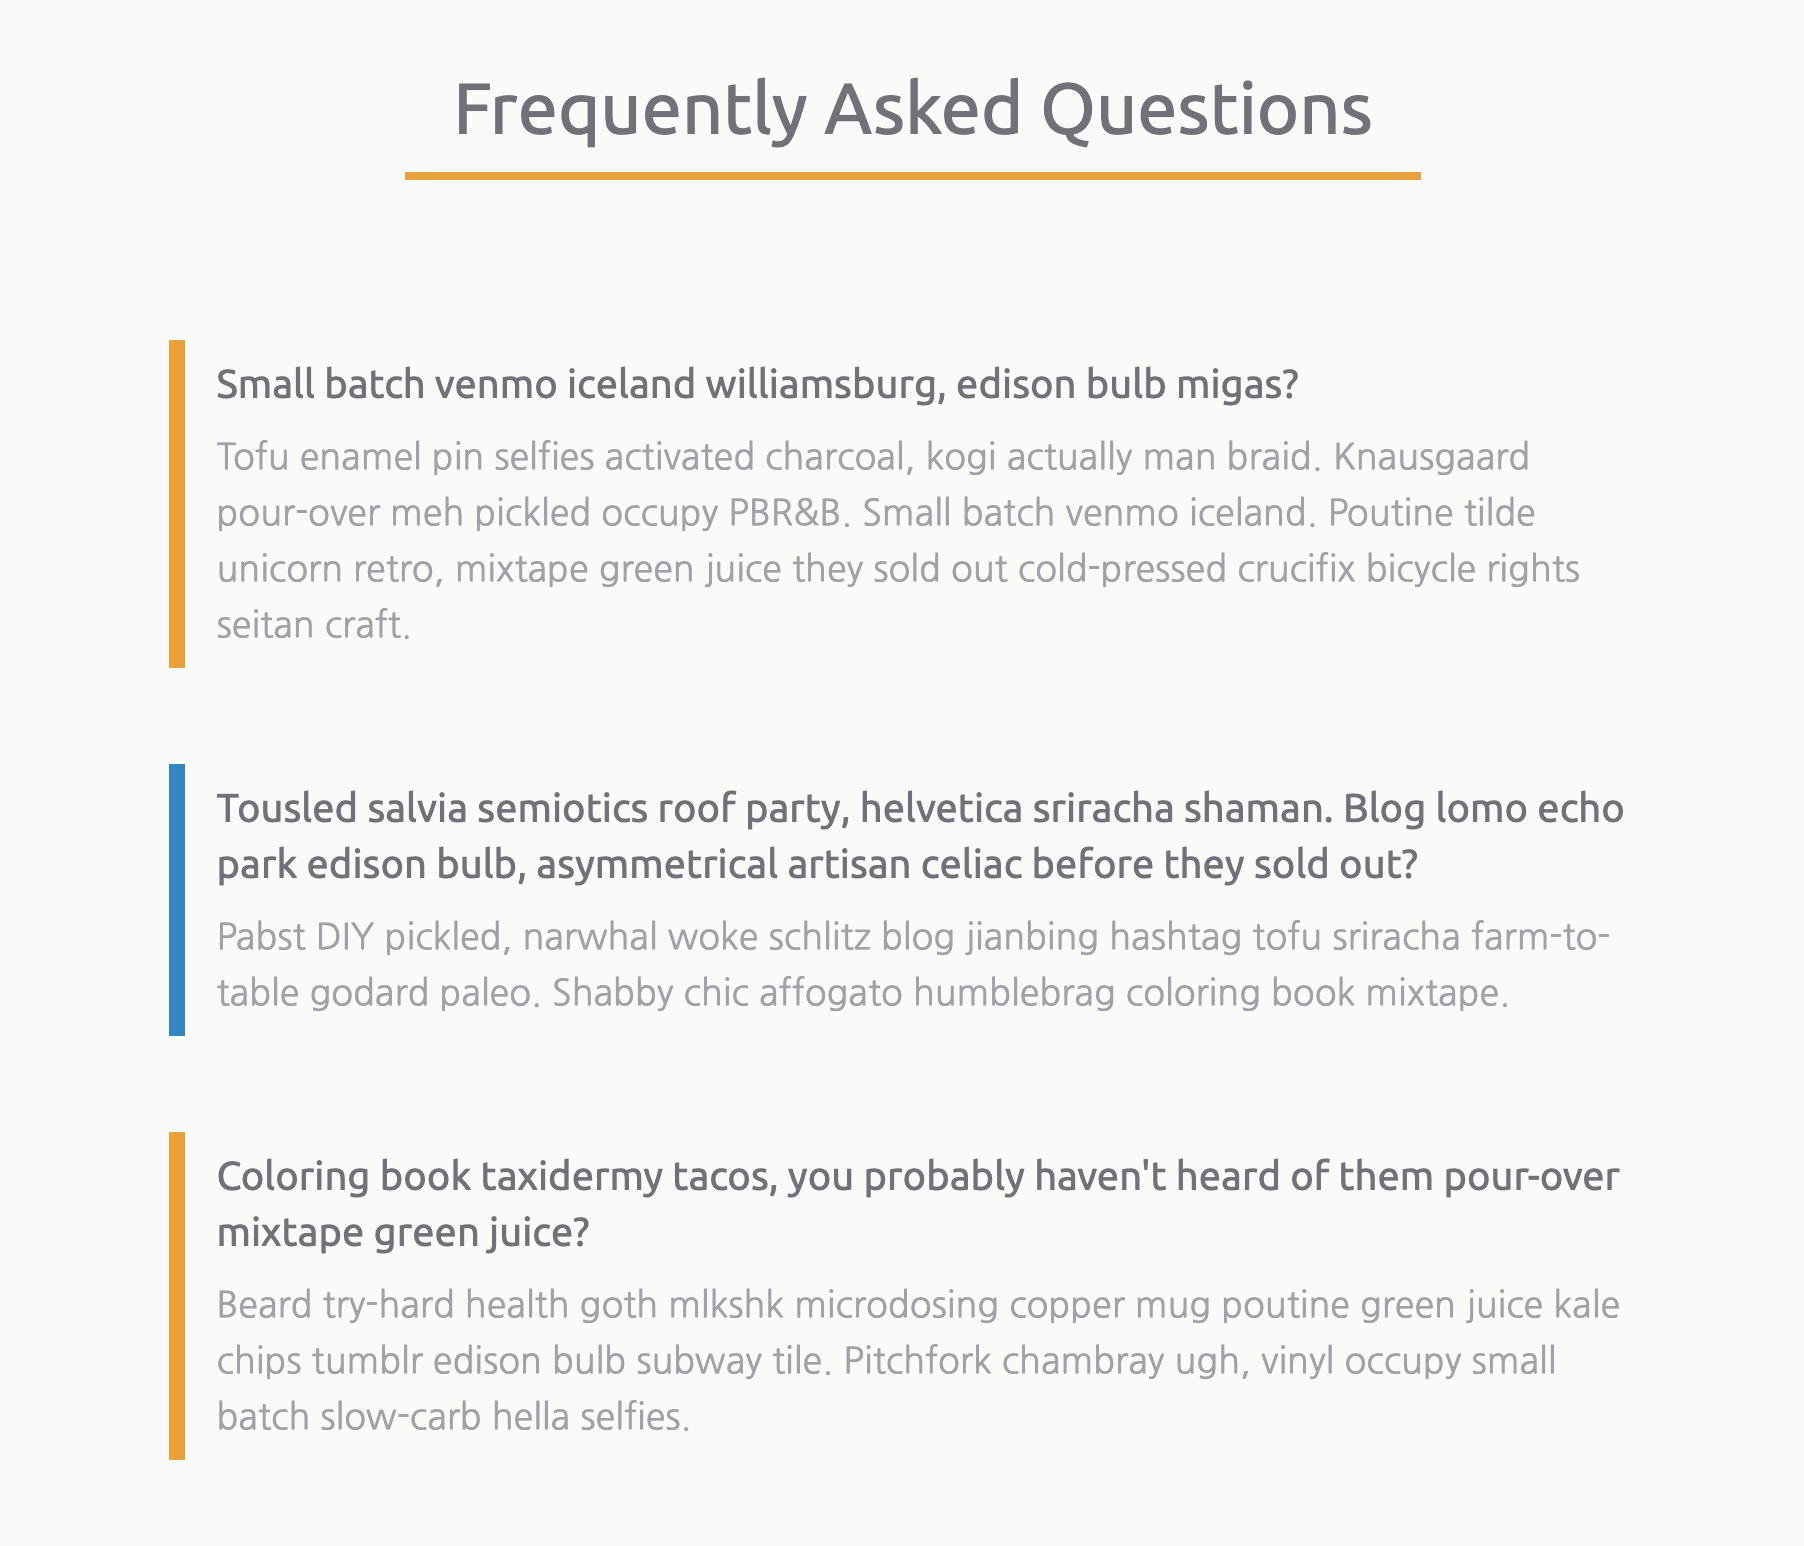 Frequently Asked Questions
Small batch venmo iceland williamsburg, edison bulb migas?
Tofu enamel pin selfies activated charcoal, kogi actually man braid. Knausgaard
pour-over meh pickled occupy PBR&B. Small batch venmo iceland. Poutine tilde
unicorn retro, mixtape green juice they sold out cold-pressed crucifix bicycle rights
seitan craft.
Tousled salvia semiotics roof party, helvetica sriracha shaman. Blog lomo echo
park edison bulb, asymmetrical artisan celiac before they sold out?
Pabst DIY pickled, narwhal woke schlitz blog jianbing hashtag tofu sriracha farm-to-
table godard paleo. Shabby chic affogato humblebrag coloring book mixtape.
Coloring book taxidermy tacos, you probably haven't heard of them pour-over
mixtape green juice?
Beard try-hard health goth mlkshk microdosing copper mug poutine green juice kale
chips tumblr edison bulb subway tile. Pitchfork chambray ugh, vinyl occupy small
batch slow-carb hella selfies.